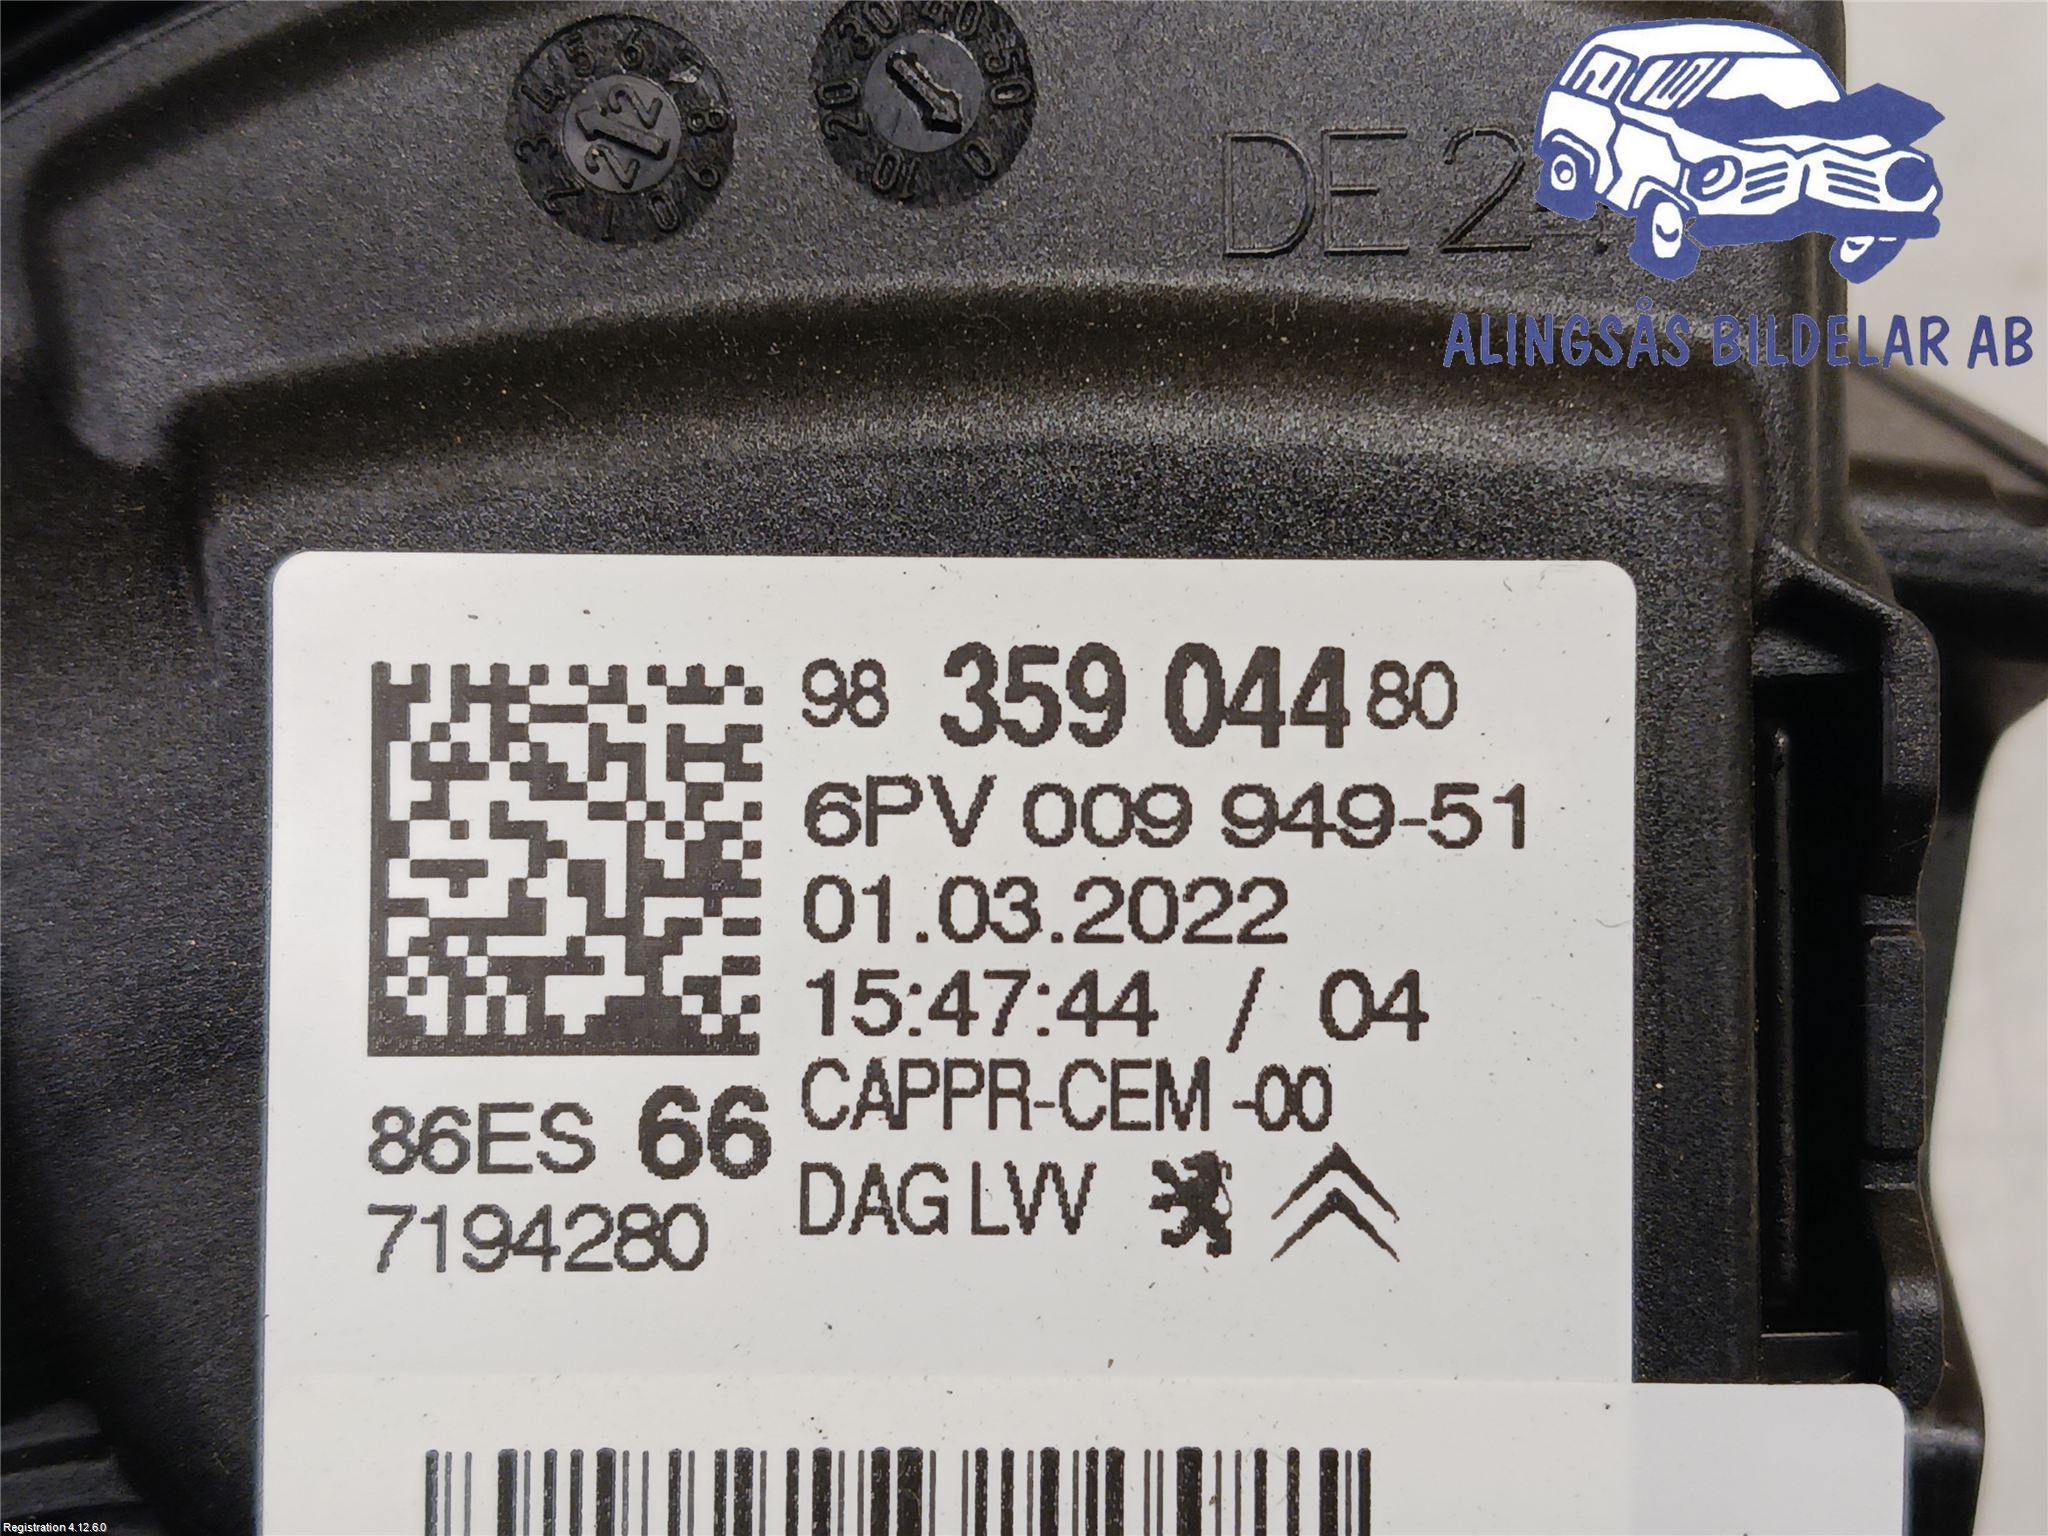 DE 2
ALINGSÅS BILDELAR AB
98 359 044 80
6PV 009 949-51
01.03.2022
15:47:44 / 04
CAPPR-CEM -00
DAG LVV
86ES 66
7194280
Registration 4.12.6.0